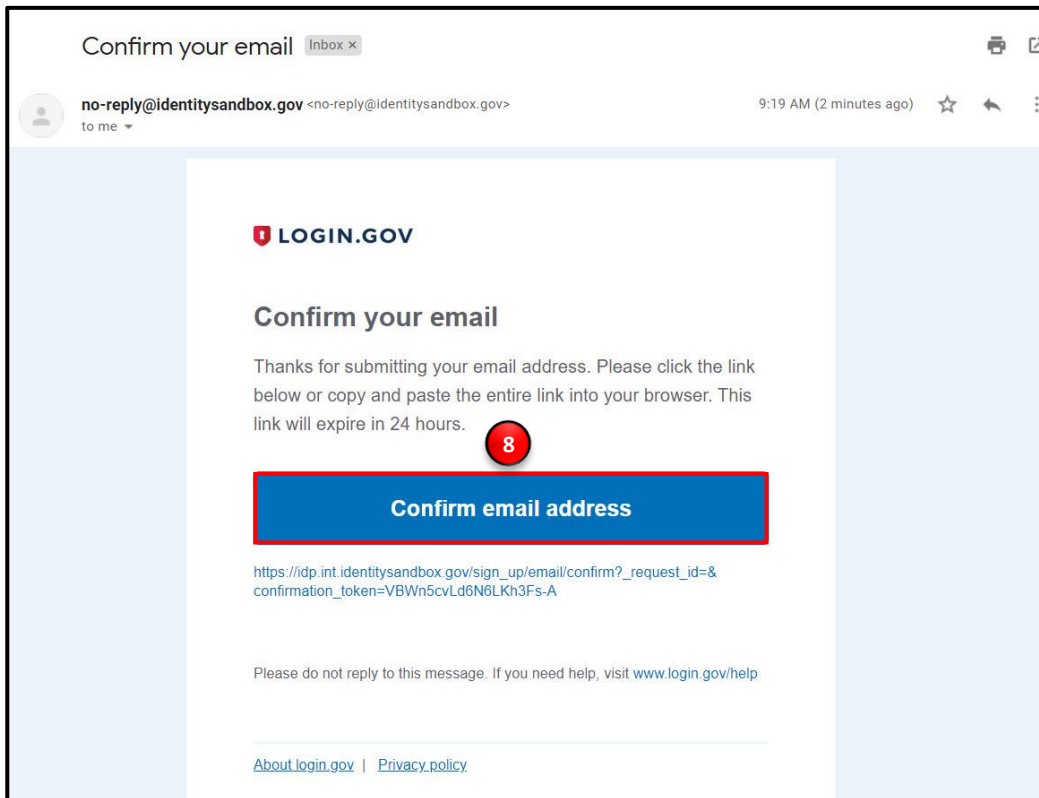 Confirm your email Inbox ×
no-reply@identitysandbox.gov <no-reply@identitysandbox.gov> 9:19 AM (2 minutes ago)
to me
LOGIN.GOV
Confirm your email
Thanks for submitting your email address. Please click the link
below or copy and paste the entire link into your browser. This
link will expire in 24 hours.
8
Confirm email address
https://idp.int.identitysandbox.gov/sign_up/email/confirm?_request_id=&
confirmation_token=VBWn5cvLd6N6LKh3Fs-A
Please do not reply to this message. If you need help, visit www.login.gov/help
About login.gov | Privacy policy